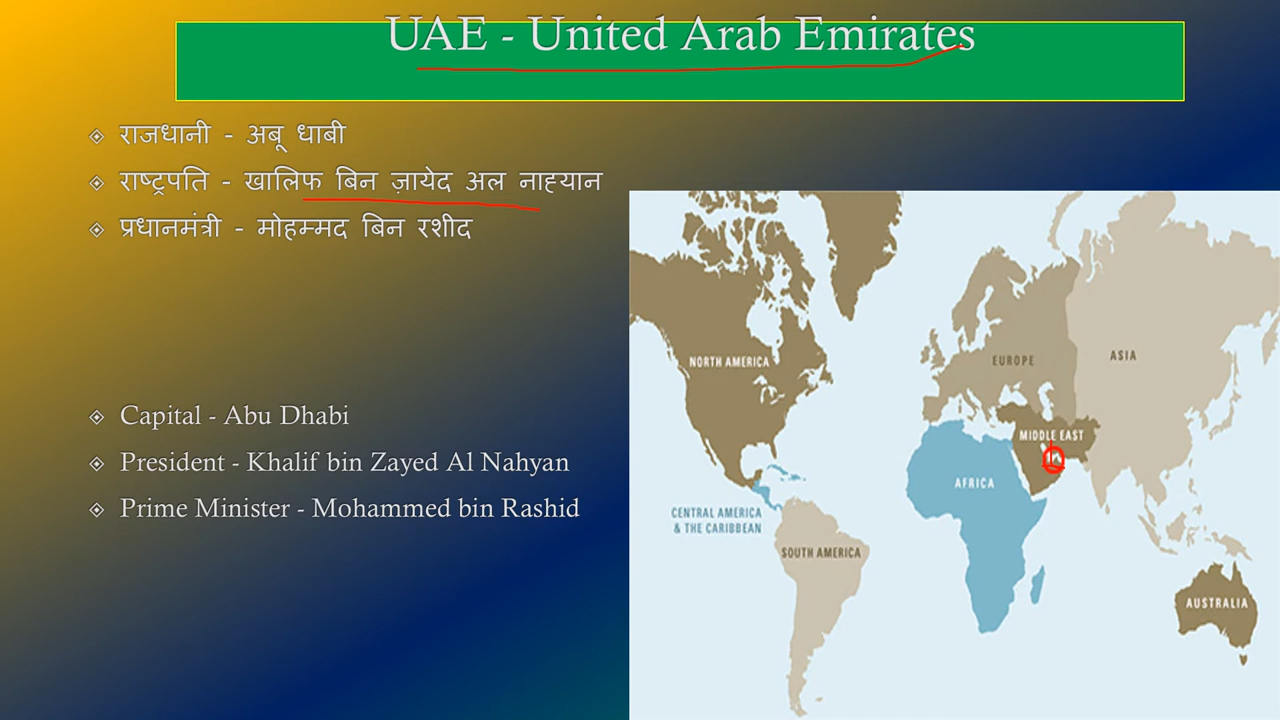 UAE - United Arab Emirates
राजधानी - अबू धाबी
राष्ट्रपति - खालिफ बिन ज़ायेद अल नाह्यान
प्रधानमंत्री - मोहम्मद बिन रशीद
Capital - Abu Dhabi
President - Khalif bin Zayed Al Nahyan
Prime Minister - Mohammed bin Rashid
NORTH AMERICA
EUROPE
ASIA
MIDDLE EAST
AFRICA
CENTRAL AMERICA
& THE CARIBBEAN
SOUTH AMERICA
AUSTRALIA